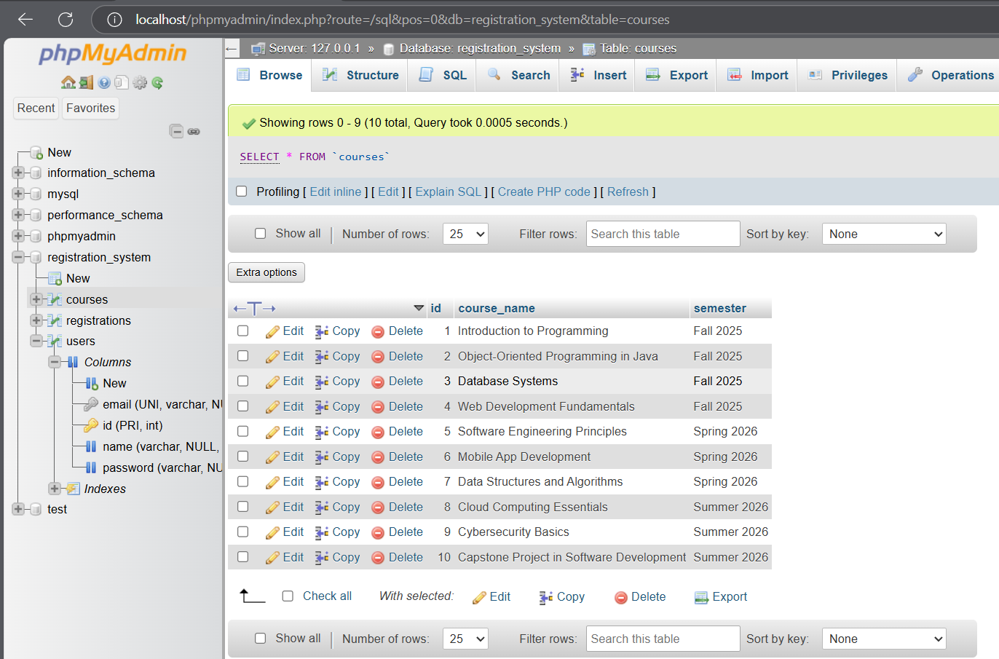 localhost/phpmyadmin/index.php?route=/sql&pos=0&db=registration_system&table=courses
phpMyAdmin
Recent Favorites
New
information_schema
mysql
performance_schema
phpmyadmin
registration_system
New
courses
registrations
users
Columns
New
email (UNI, varchar, NU
id (PRI, int)
name (varchar, NULL,
password (varchar, NU
Indexes
test
Server: 127.0.0.1 » Database: registration_system » Table: courses
Browse Structure SQL Search Insert Export Import Privileges Operations
Showing rows 0 - 9 (10 total, Query took 0.0005 seconds.)
SELECT * FROM `courses`
Profiling [ Edit inline ] [ Edit ] [ Explain SQL ] [ Create PHP code ] [ Refresh ]
Show all | Number of rows: 25 Filter rows: Search this table Sort by key: None
Extra options
←T→ id course_name semester
Edit Copy Delete 1 Introduction to Programming Fall 2025
Edit Copy Delete 2 Object-Oriented Programming in Java Fall 2025
Edit Copy Delete 3 Database Systems Fall 2025
Edit Copy Delete 4 Web Development Fundamentals Fall 2025
Edit Copy Delete 5 Software Engineering Principles Spring 2026
Edit Copy Delete 6 Mobile App Development Spring 2026
Edit Copy Delete 7 Data Structures and Algorithms Spring 2026
Edit Copy Delete 8 Cloud Computing Essentials Summer 2026
Edit Copy Delete 9 Cybersecurity Basics Summer 2026
Edit Copy Delete 10 Capstone Project in Software Development Summer 2026
Check all With selected: Edit Copy Delete Export
Show all | Number of rows: 25 Filter rows: Search this table Sort by key: None